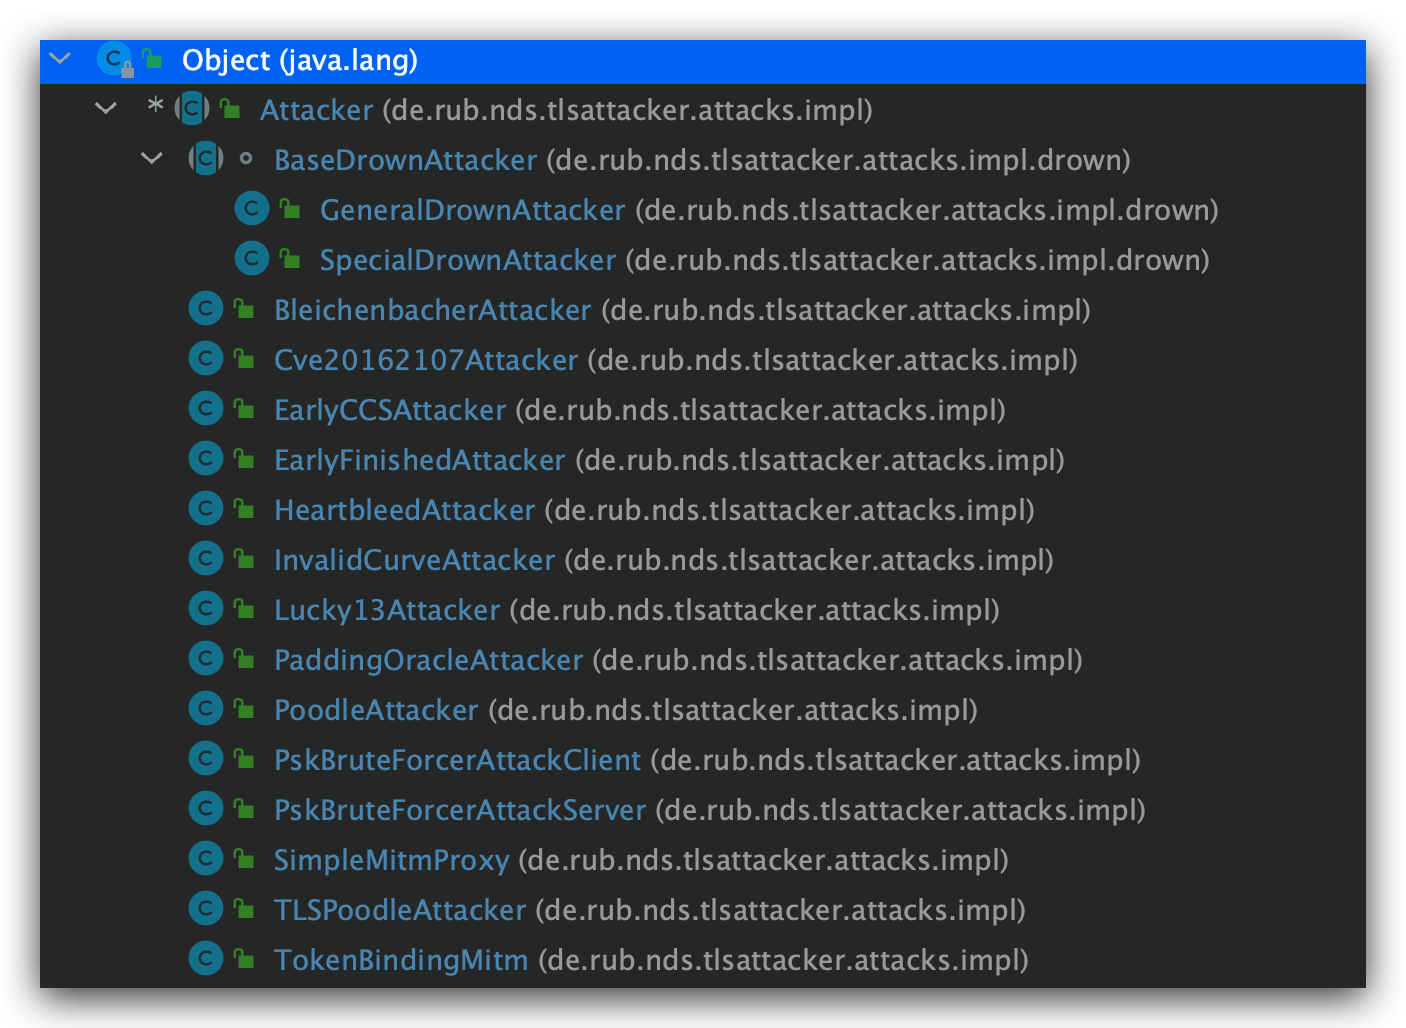 Object (java.lang)
* Attacker (de.rub.nds.tlsattacker.attacks.impl)
BaseDrownAttacker (de.rub.nds.tlsattacker.attacks.impl.drown)
GeneralDrownAttacker (de.rub.nds.tlsattacker.attacks.impl.drown)
SpecialDrownAttacker (de.rub.nds.tlsattacker.attacks.impl.drown)
BleichenbacherAttacker (de.rub.nds.tlsattacker.attacks.impl)
Cve20162107Attacker (de.rub.nds.tlsattacker.attacks.impl)
EarlyCCSAttacker (de.rub.nds.tlsattacker.attacks.impl)
EarlyFinishedAttacker (de.rub.nds.tlsattacker.attacks.impl)
HeartbleedAttacker (de.rub.nds.tlsattacker.attacks.impl)
InvalidCurveAttacker (de.rub.nds.tlsattacker.attacks.impl)
Lucky13Attacker (de.rub.nds.tlsattacker.attacks.impl)
PaddingOracleAttacker (de.rub.nds.tlsattacker.attacks.impl)
PoodleAttacker (de.rub.nds.tlsattacker.attacks.impl)
PskBruteForcerAttackClient (de.rub.nds.tlsattacker.attacks.impl)
PskBruteForcerAttackServer (de.rub.nds.tlsattacker.attacks.impl)
SimpleMitmProxy (de.rub.nds.tlsattacker.attacks.impl)
TLSPoodleAttacker (de.rub.nds.tlsattacker.attacks.impl)
TokenBindingMitm (de.rub.nds.tlsattacker.attacks.impl)